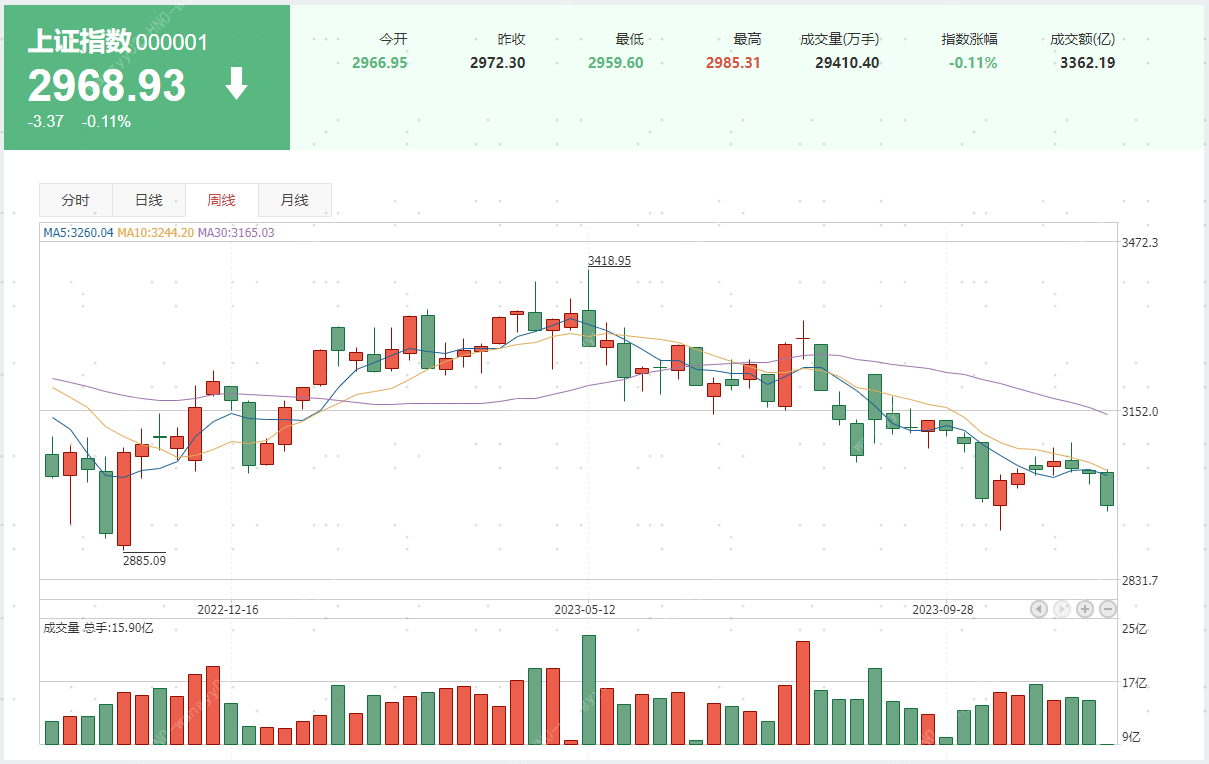 上证指数 000001
2968.93
-3.37 -0.11%
今开 昨收 最低 最高 成交量(万手) 指数涨幅 成交额(亿)
2966.95 2972.30 2959.60 2985.31 29410.40 -0.11% 3362.19
分时 日线 周线 月线
MA5:3260.04 MA10:3244.20 MA30:3165.03
3472.3
3418.95
3152.0
2885.09
2831.7
2022-12-16 2023-05-12 2023-09-28
成交量 总手:15.90亿
25亿
17亿
9亿